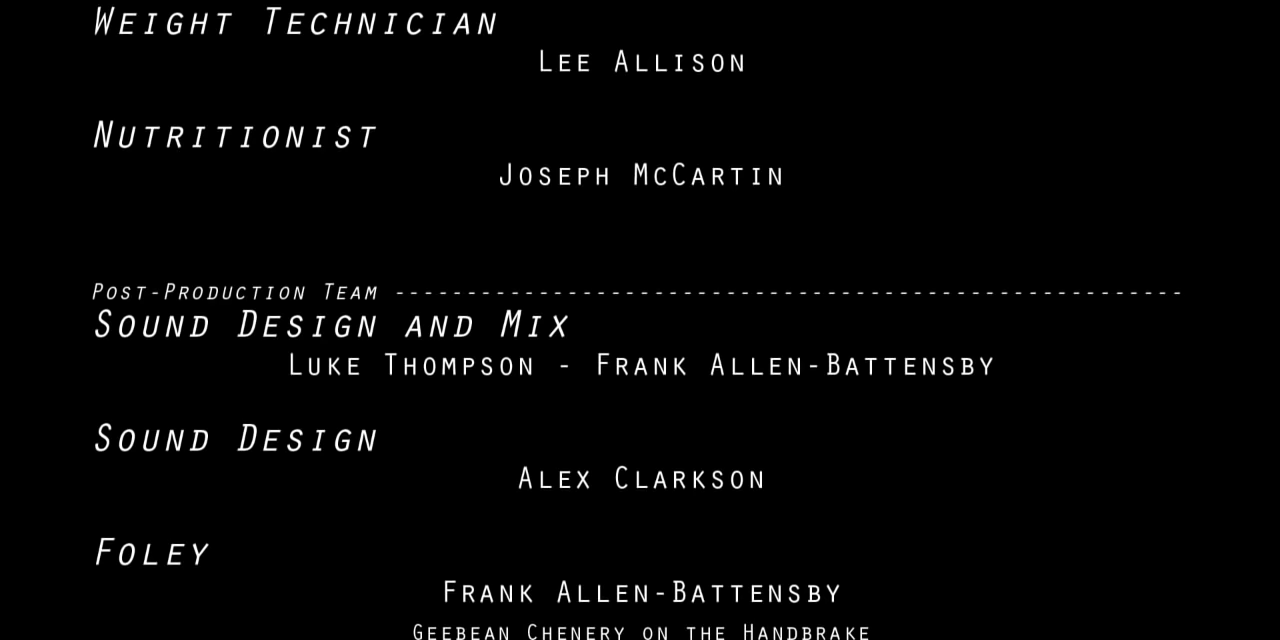 Weight Technician
Lee Allison
Nutritionist
Joseph McCartin
Post-Production Team -------------------------------------------------------
Sound Design and Mix
Luke Thompson - Frank Allen-Battensby
Sound Design
Alex Clarkson
Foley
Frank Allen-Battensby
Geebean Chenery on the Handbrake